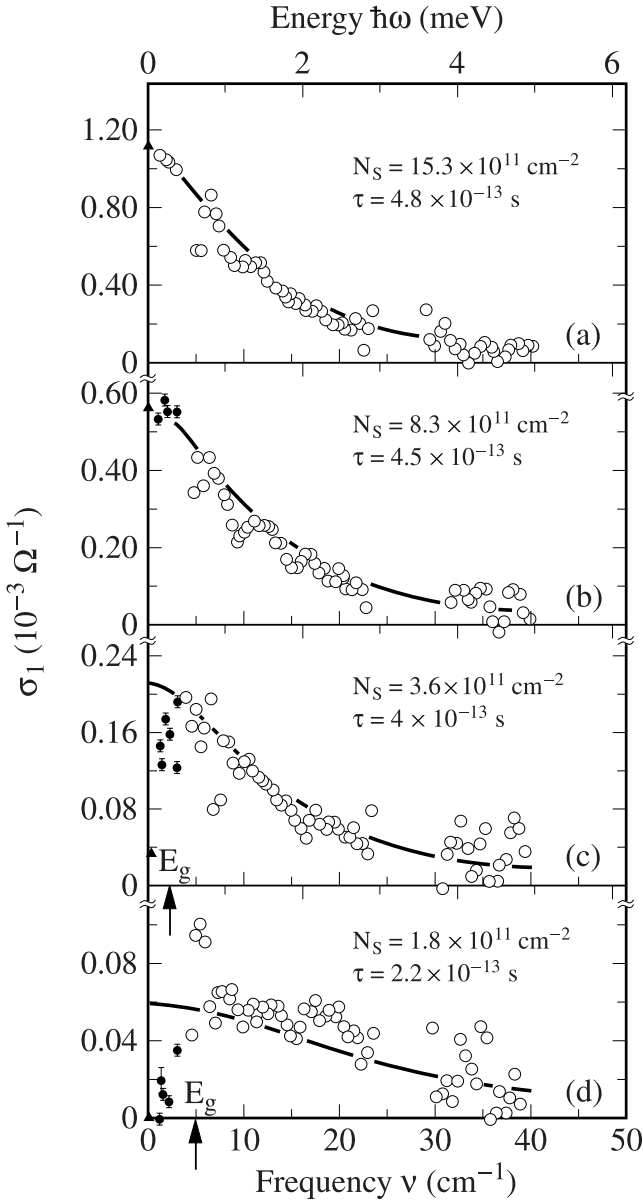 Energy ħω (meV)
0 2 4 6
1.20
0.80
0.40
0
N_S = 15.3 × 10^11 cm^−2
τ = 4.8 × 10^−13 s
(a)
0.60
0.40
0.20
0
N_S = 8.3 × 10^11 cm^−2
τ = 4.5 × 10^−13 s
(b)
σ_1 (10^−3 Ω^−1)
0.24
0.16
0.08
0
N_S = 3.6 × 10^11 cm^−2
τ = 4 × 10^−13 s
E_g
(c)
0.08
0.04
0
N_S = 1.8 × 10^11 cm^−2
τ = 2.2 × 10^−13 s
E_g
(d)
0 10 20 30 40 50
Frequency ν (cm^−1)